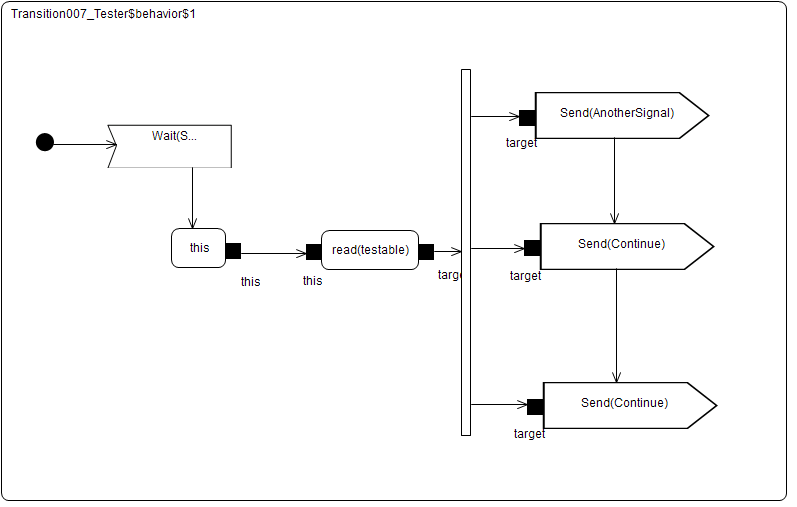 Transition007_Tester$behavior$1
Wait(S...
this
this
this
read(testable)
targe
Send(AnotherSignal)
target
Send(Continue)
target
Send(Continue)
target